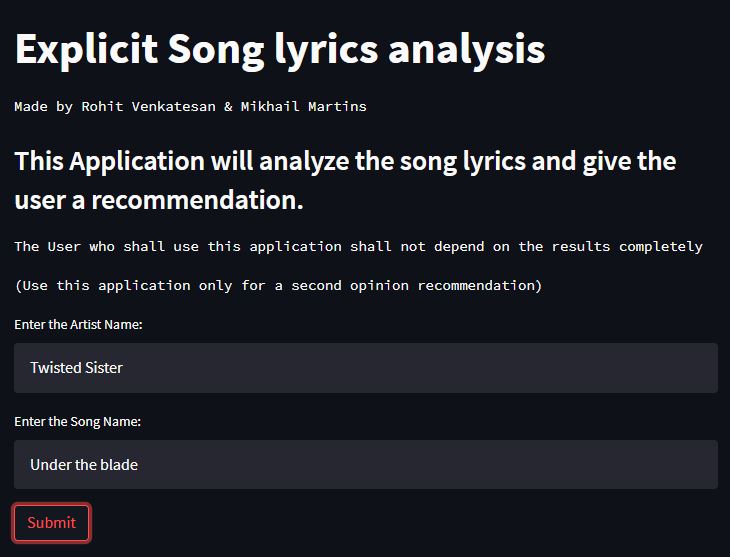 Explicit Song lyrics analysis
Made by Rohit Venkatesan & Mikhail Martins
This Application will analyze the song lyrics and give the
user a recommendation.
The User who shall use this application shall not depend on the results completely
(Use this application only for a second opinion recommendation)
Enter the Artist Name:
Twisted Sister
Enter the Song Name:
Under the blade
Submit